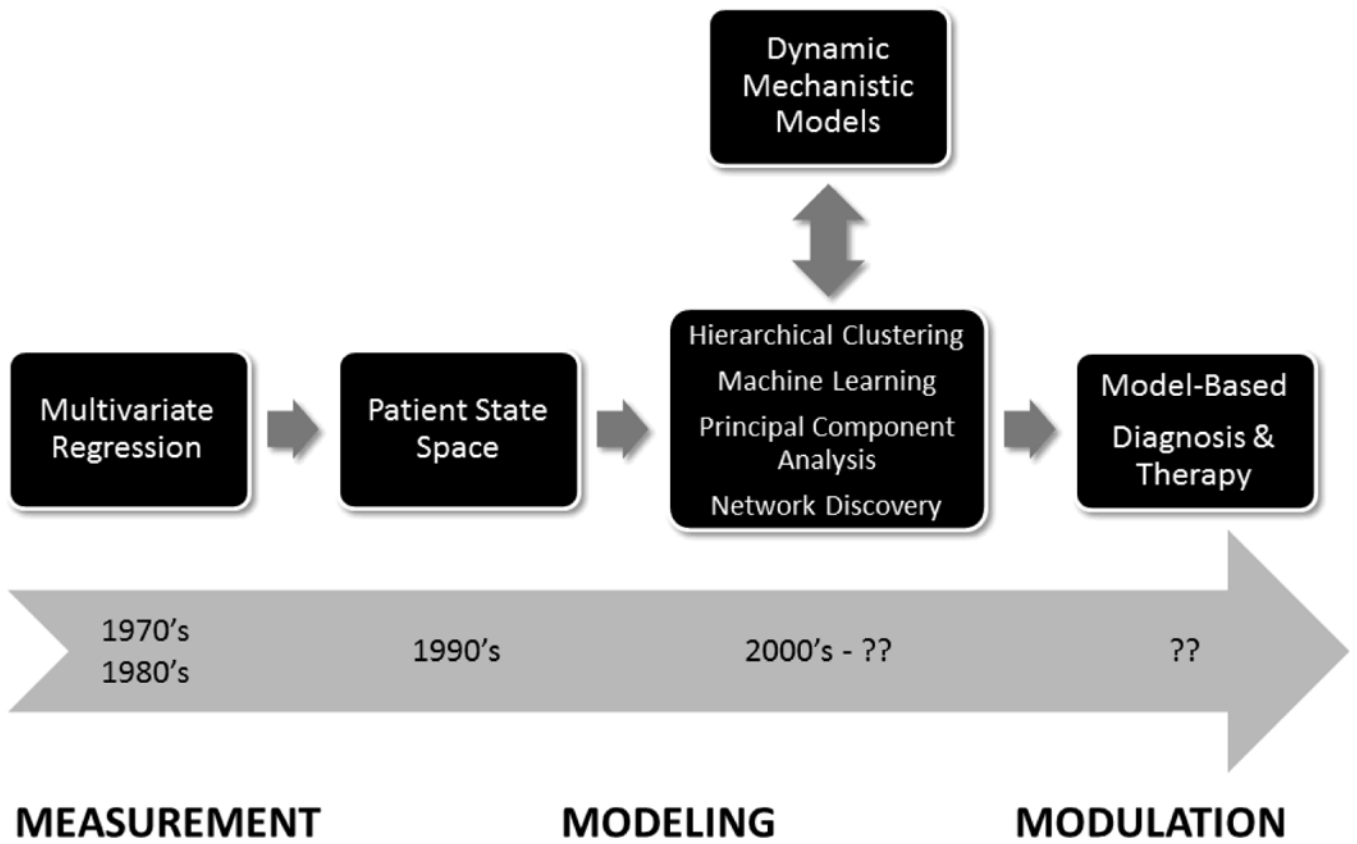 Dynamic
Mechanistic
Models
Hierarchical Clustering
Machine Learning
Principal Component
Analysis
Network Discovery
Multivariate
Regression
Patient State
Space
Model-Based
Diagnosis &
Therapy
1970’s
1980’s
1990’s
2000’s - ??
??
MEASUREMENT
MODELING
MODULATION